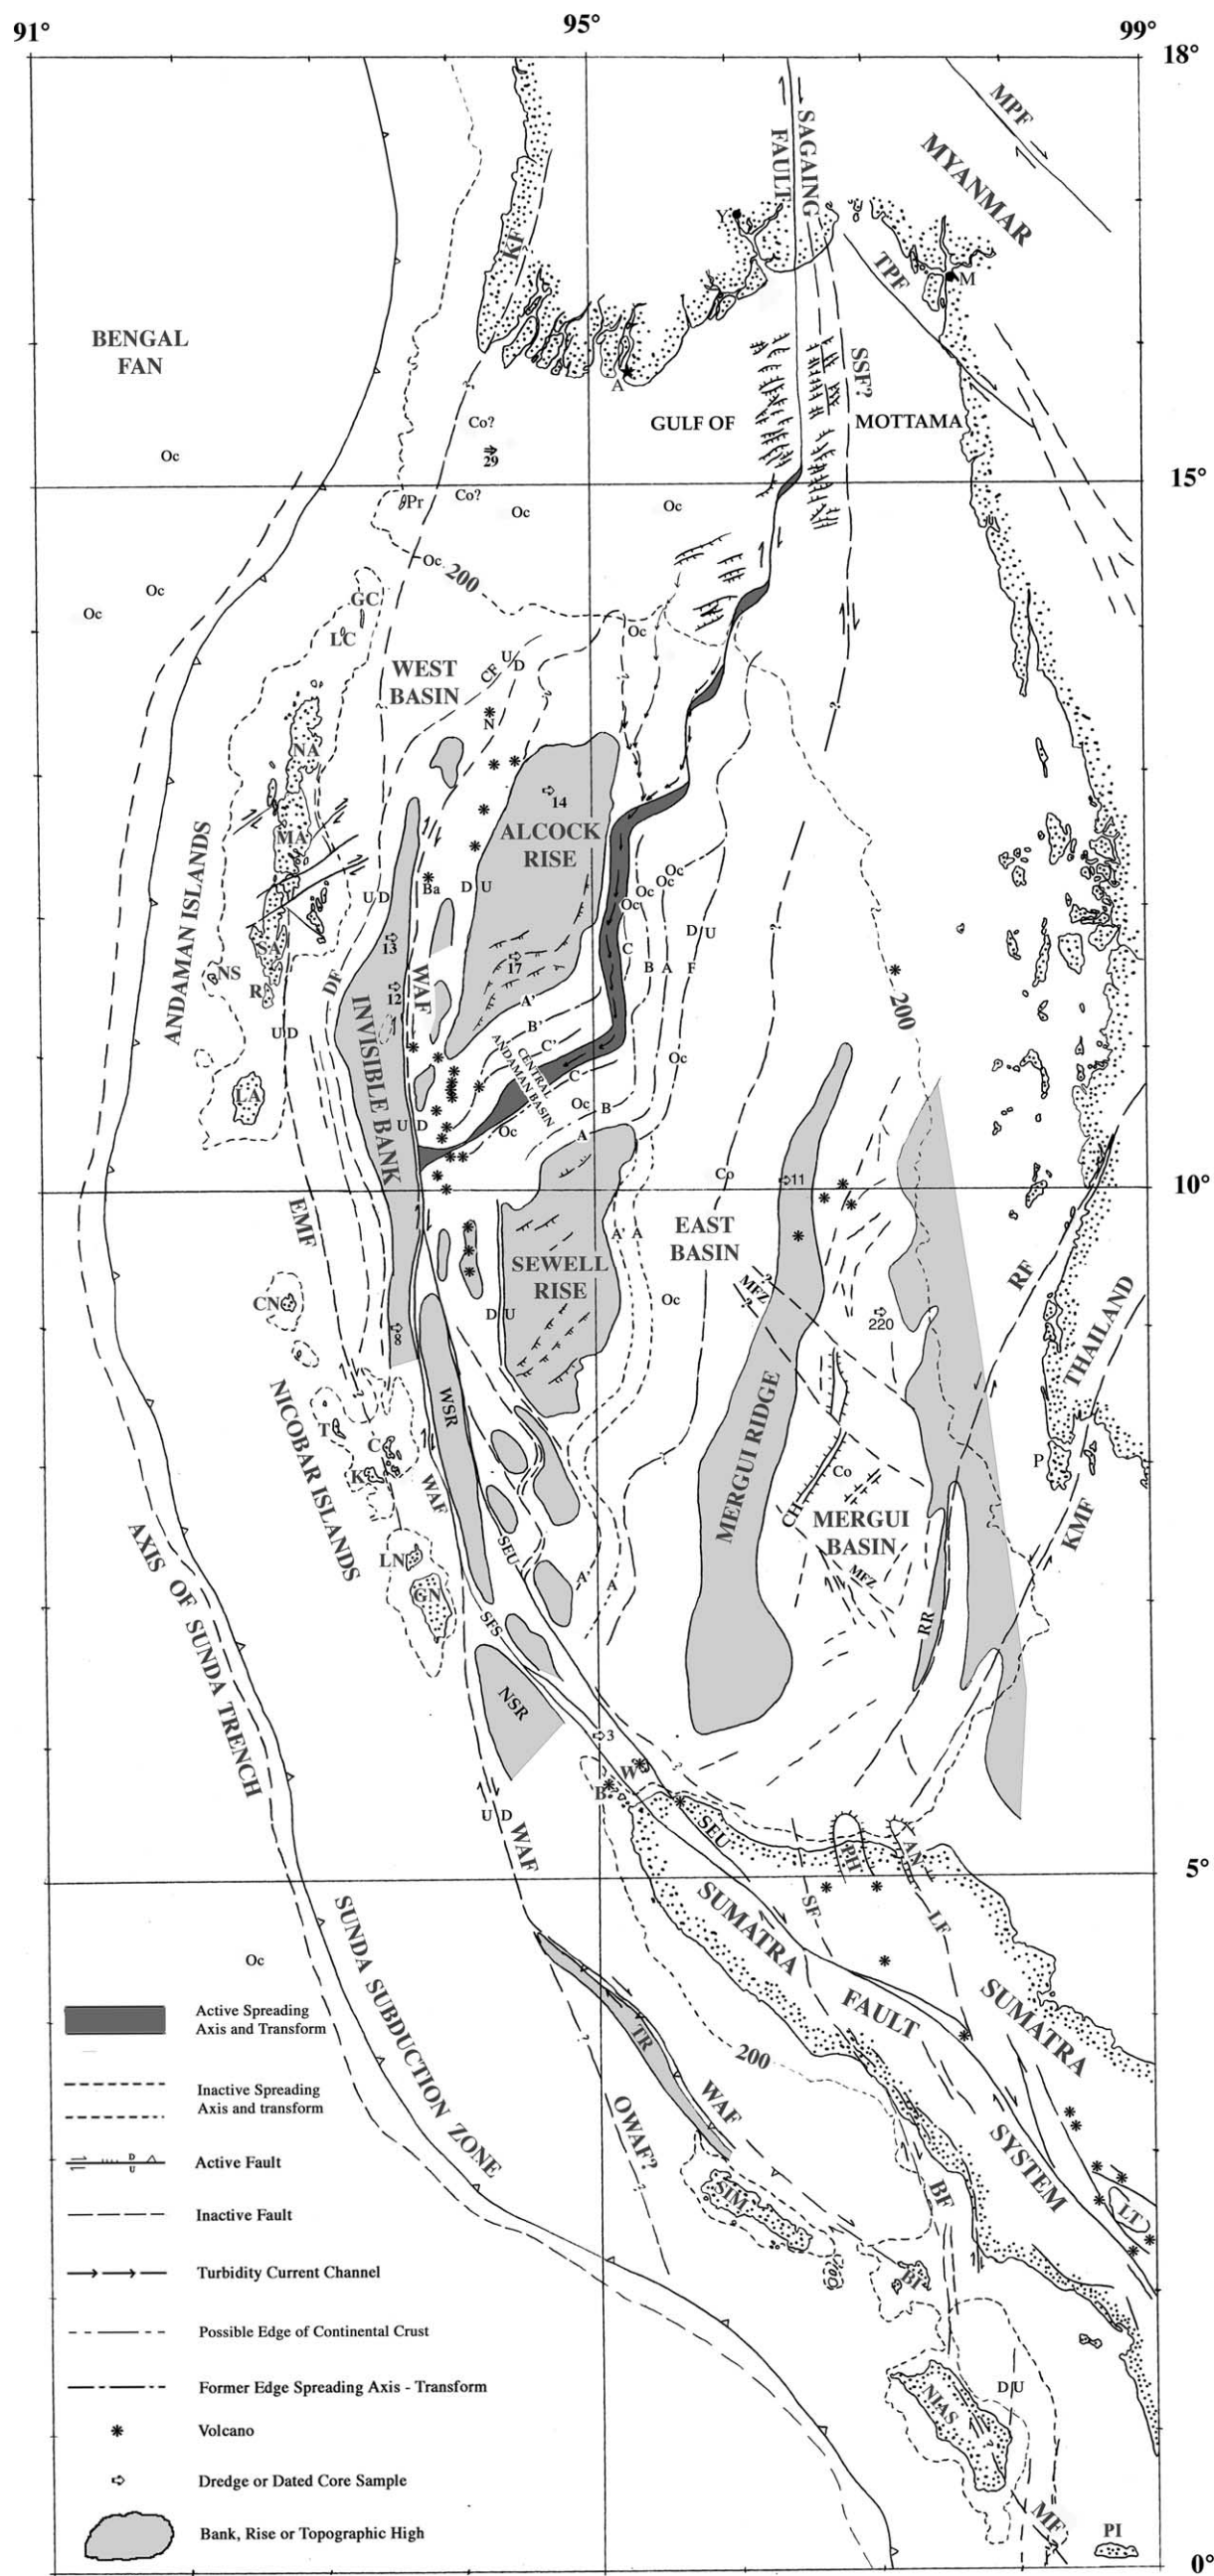 91°
95°
99°
18°
MPF
SAGAING
FAULT
MYANMAR
Y
KF
TPF
M
BENGAL
FAN
SSF?
A
Co?
GULF OF
MOTTAMA
29
Oc
15°
Pr
Co?
Oc
Oc
Oc
200
Oc
Oc
GC
LC
Oc
U/D
CF
WEST
BASIN
N
NA
14
ALCOCK
RISE
MA
ANDAMAN ISLANDS
Ba
D U
U D
Oc
Oc
Oc
Oc
13
D U
SA
17
C
B
A
F
NS
R
DF
12
WAF
200
A'
B'
C'
U D
INVISIBLE BANK
CENTRAL
ANDAMAN BASIN
Oc
C
LA
Oc
B
U D
Oc
A
Co
11
10°
EMF
EAST
BASIN
A'
A
SEWELL
RISE
MFZ
RF
Oc
CN
D U
220
8
THAILAND
NICOBAR ISLANDS
WSR
MERGUI RIDGE
T
C
K
P
Co
WAF
CH
MERGUI
BASIN
KMF
AXIS OF SUNDA TRENCH
LN
SEU
MFZ
GN
A
A
SFS
RR
NSR
3
W
B
U D
WAF
SEU
PH
AN
5°
SUMATRA
SF
LF
SUNDA SUBDUCTION ZONE
Oc
FAULT
SUMATRA
Active Spreading
Axis and Transform
TR
200
Inactive Spreading
Axis and transform
OWAF?
WAF
SYSTEM
D
U
Active Fault
SIM
BF
LT
Inactive Fault
Turbidity Current Channel
BI
Possible Edge of Continental Crust
Former Edge Spreading Axis - Transform
NIAS
D U
Volcano
Dredge or Dated Core Sample
MF
PI
Bank, Rise or Topographic High
0°